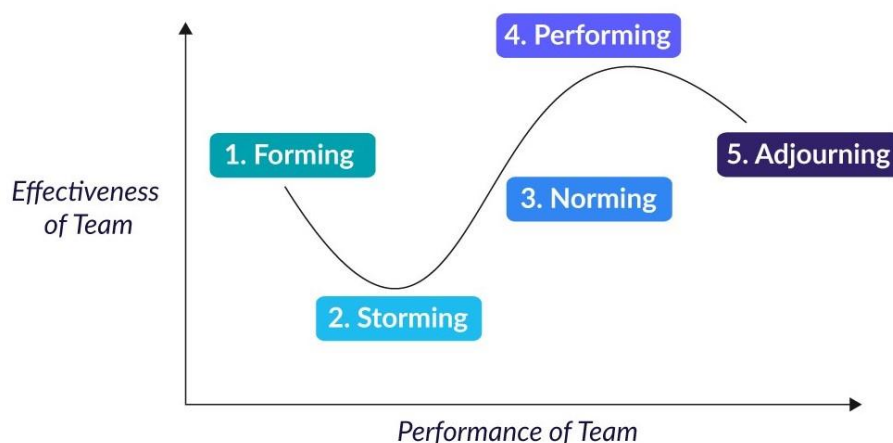 4. Performing
1. Forming
5. Adjourning
Effectiveness
of Team
3. Norming
2. Storming
Performance of Team